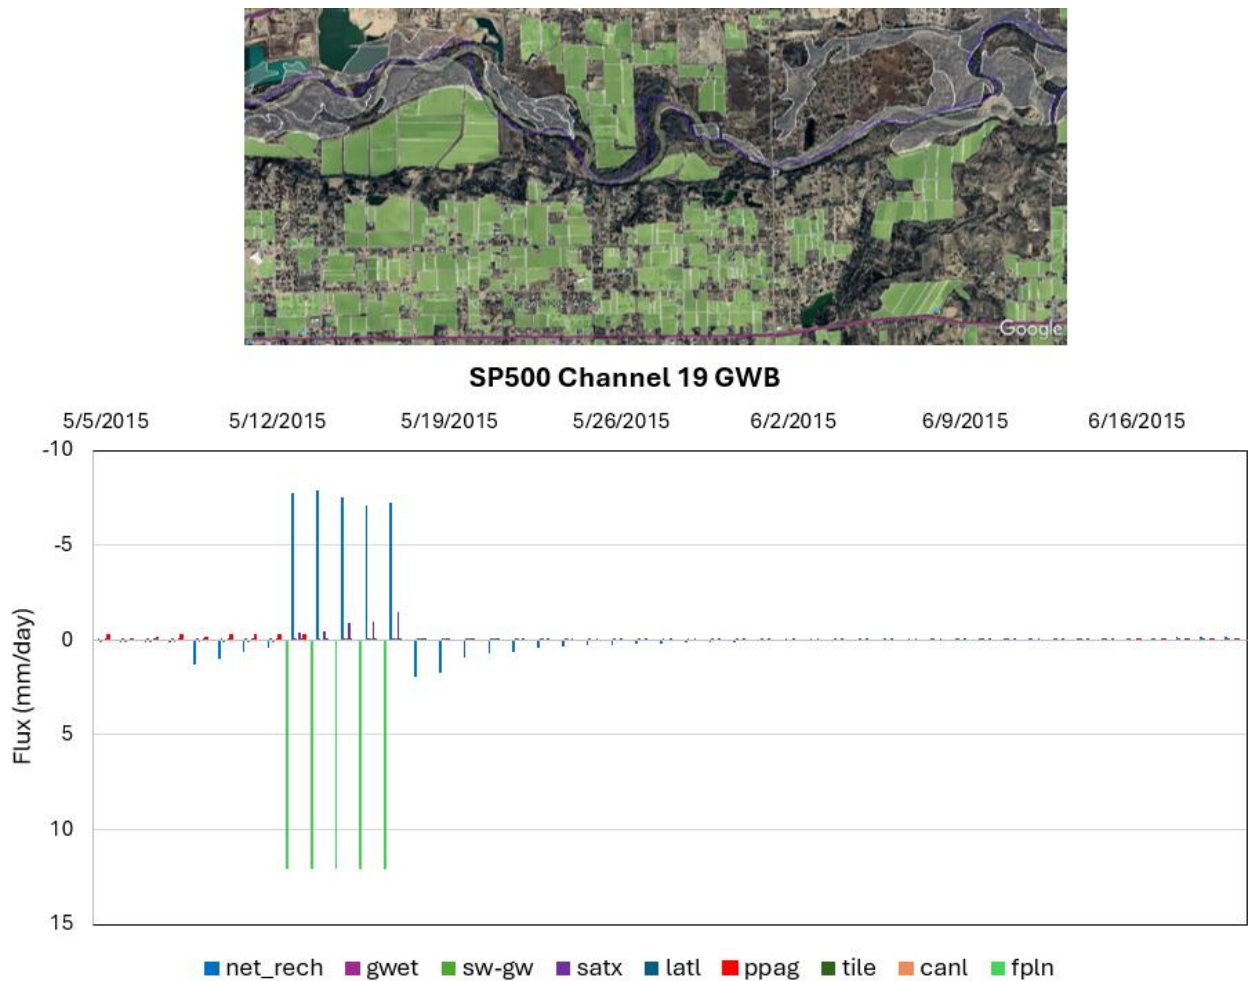 Google
SP500 Channel 19 GWB
5/5/2015 5/12/2015 5/19/2015 5/26/2015 6/2/2015 6/9/2015 6/16/2015
-10
-5
0
5
10
15
Flux (mm/day)
net_rech gwet sw-gw satx latl ppag tile canl fpln